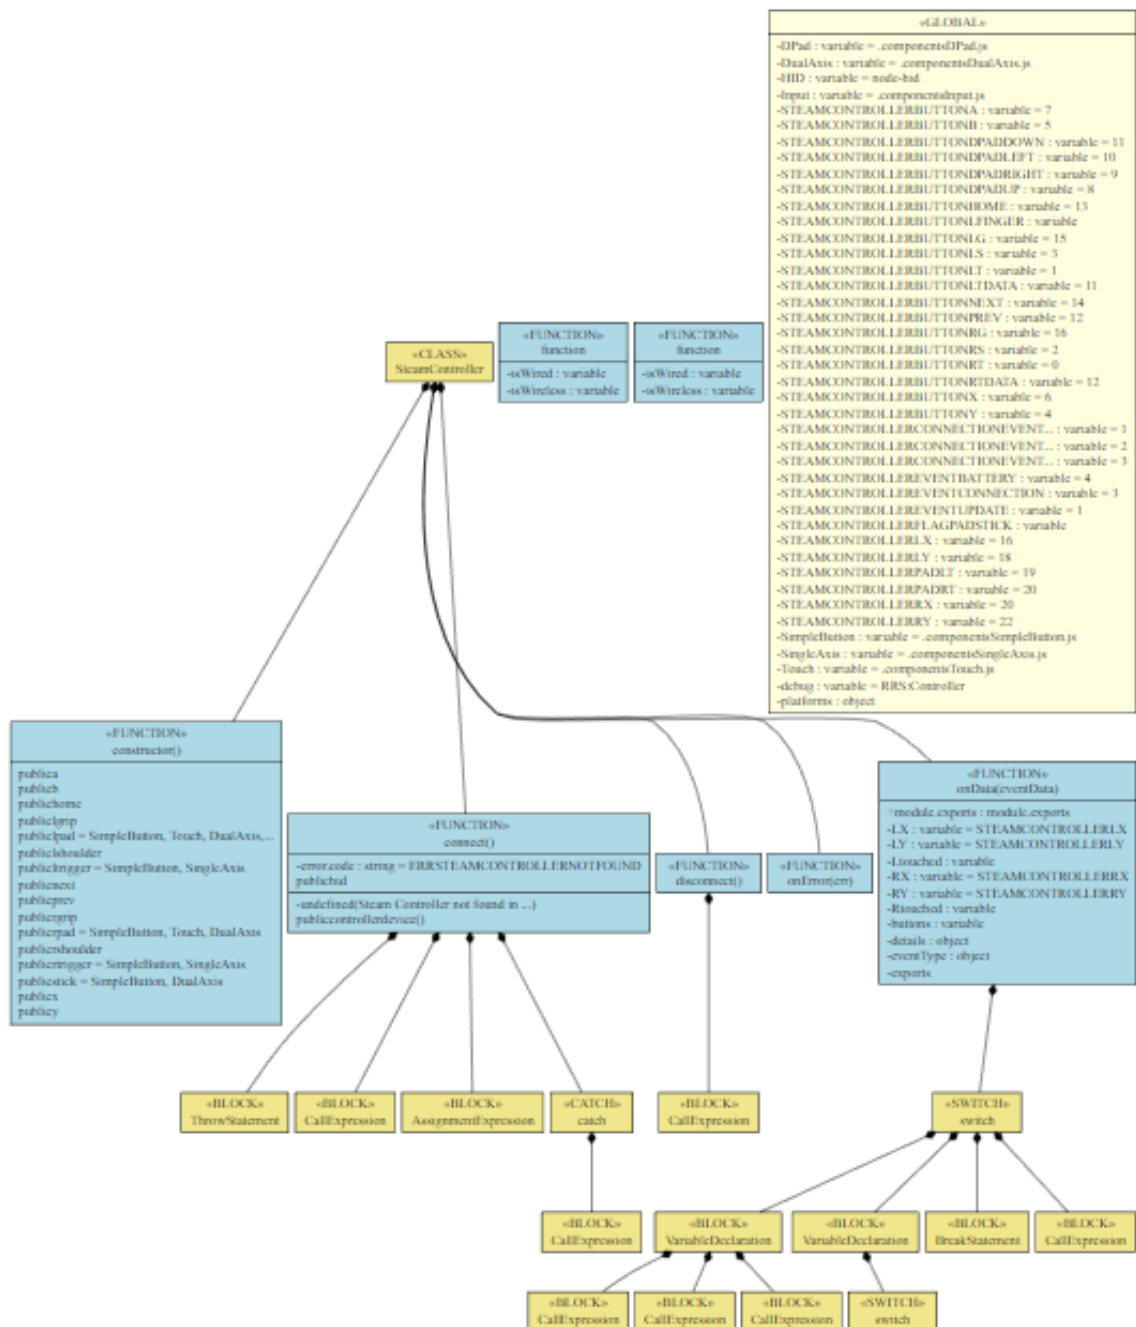 «GLOBAL»
-DPad : variable = .componentsDPad.js
-DualAxis : variable = .componentsDualAxis.js
-HID : variable = node-hid
-Input : variable = .componentsInput.js
-STEAMCONTROLLERBUTTONA : variable = 7
-STEAMCONTROLLERBUTTONB : variable = 5
-STEAMCONTROLLERBUTTONDPADDOWN : variable = 11
-STEAMCONTROLLERBUTTONDPADLEFT : variable = 10
-STEAMCONTROLLERBUTTONDPADRIGHT : variable = 9
-STEAMCONTROLLERBUTTONDPADUP : variable = 8
-STEAMCONTROLLERBUTTONHOME : variable = 13
-STEAMCONTROLLERBUTTONLFINGER : variable
-STEAMCONTROLLERBUTTONLG : variable = 15
-STEAMCONTROLLERBUTTONLS : variable = 3
-STEAMCONTROLLERBUTTONLT : variable = 1
-STEAMCONTROLLERBUTTONLTDATA : variable = 11
-STEAMCONTROLLERBUTTONNEXT : variable = 14
-STEAMCONTROLLERBUTTONPREV : variable = 12
-STEAMCONTROLLERBUTTONRG : variable = 16
-STEAMCONTROLLERBUTTONRS : variable = 2
-STEAMCONTROLLERBUTTONRT : variable = 0
-STEAMCONTROLLERBUTTONRTDATA : variable = 12
-STEAMCONTROLLERBUTTONX : variable = 6
-STEAMCONTROLLERBUTTONY : variable = 4
-STEAMCONTROLLERCONNECTIONEVENT... : variable = 1
-STEAMCONTROLLERCONNECTIONEVENT... : variable = 2
-STEAMCONTROLLERCONNECTIONEVENT... : variable = 3
-STEAMCONTROLLEREVENTBATTERY : variable = 4
-STEAMCONTROLLEREVENTCONNECTION : variable = 3
-STEAMCONTROLLEREVENTUPDATE : variable = 1
-STEAMCONTROLLERFLAGPADSTICK : variable
-STEAMCONTROLLERLX : variable = 16
-STEAMCONTROLLERLY : variable = 18
-STEAMCONTROLLERPADLT : variable = 19
-STEAMCONTROLLERPADRT : variable = 20
-STEAMCONTROLLERRX : variable = 20
-STEAMCONTROLLERRY : variable = 22
-SimpleButton : variable = .componentsSimpleButton.js
-SingleAxis : variable = .componentsSingleAxis.js
-Touch : variable = .componentsTouch.js
-debug : variable = RRS:Controller
-platforms : object
«CLASS»
SteamController
«FUNCTION»
function
-isWired : variable
-isWireless : variable
«FUNCTION»
function
-isWired : variable
-isWireless : variable
«FUNCTION»
constructor()
publica
publicb
publichome
publiclgrip
publiclpad = SimpleButton, Touch, DualAxis,...
publiclshoulder
publicltrigger = SimpleButton, SingleAxis
publicnext
publicprev
publicrgrip
publicrpad = SimpleButton, Touch, DualAxis
publicrshoulder
publicrtrigger = SimpleButton, SingleAxis
publicstick = SimpleButton, DualAxis
publicx
publicy
«FUNCTION»
connect()
-error.code : string = ERRSTEAMCONTROLLERNOTFOUND
publichid
-undefined(Steam Controller not found in ...)
publiccontrollerdevice()
«FUNCTION»
disconnect()
«FUNCTION»
onError(err)
«FUNCTION»
onData(eventData)
+module.exports : module.exports
-LX : variable = STEAMCONTROLLERLX
-LY : variable = STEAMCONTROLLERLY
-Ltouched : variable
-RX : variable = STEAMCONTROLLERRX
-RY : variable = STEAMCONTROLLERRY
-Rtouched : variable
-buttons : variable
-details : object
-eventType : object
-exports
«BLOCK»
ThrowStatement
«BLOCK»
CallExpression
«BLOCK»
AssignmentExpression
«CATCH»
catch
«BLOCK»
CallExpression
«SWITCH»
switch
«BLOCK»
CallExpression
«BLOCK»
VariableDeclaration
«BLOCK»
VariableDeclaration
«BLOCK»
BreakStatement
«BLOCK»
CallExpression
«BLOCK»
CallExpression
«BLOCK»
CallExpression
«BLOCK»
CallExpression
«SWITCH»
switch